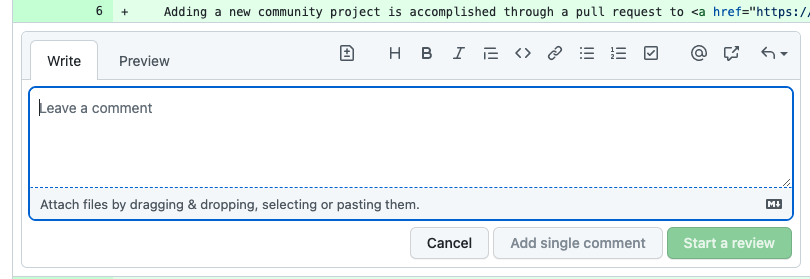 6 + Adding a new community project is accomplished through a pull request to <a href="https:/
Write Preview H B I
Leave a comment
Attach files by dragging & dropping, selecting or pasting them.
Cancel Add single comment Start a review